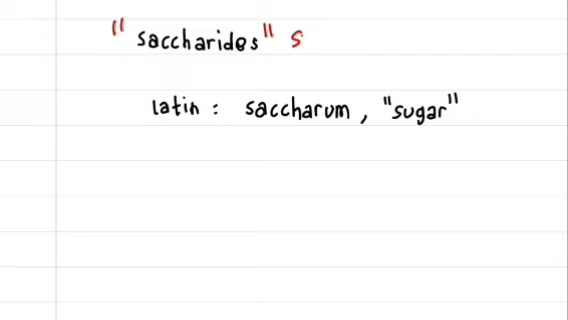 "saccharides" s
latin : saccharum , "sugar"